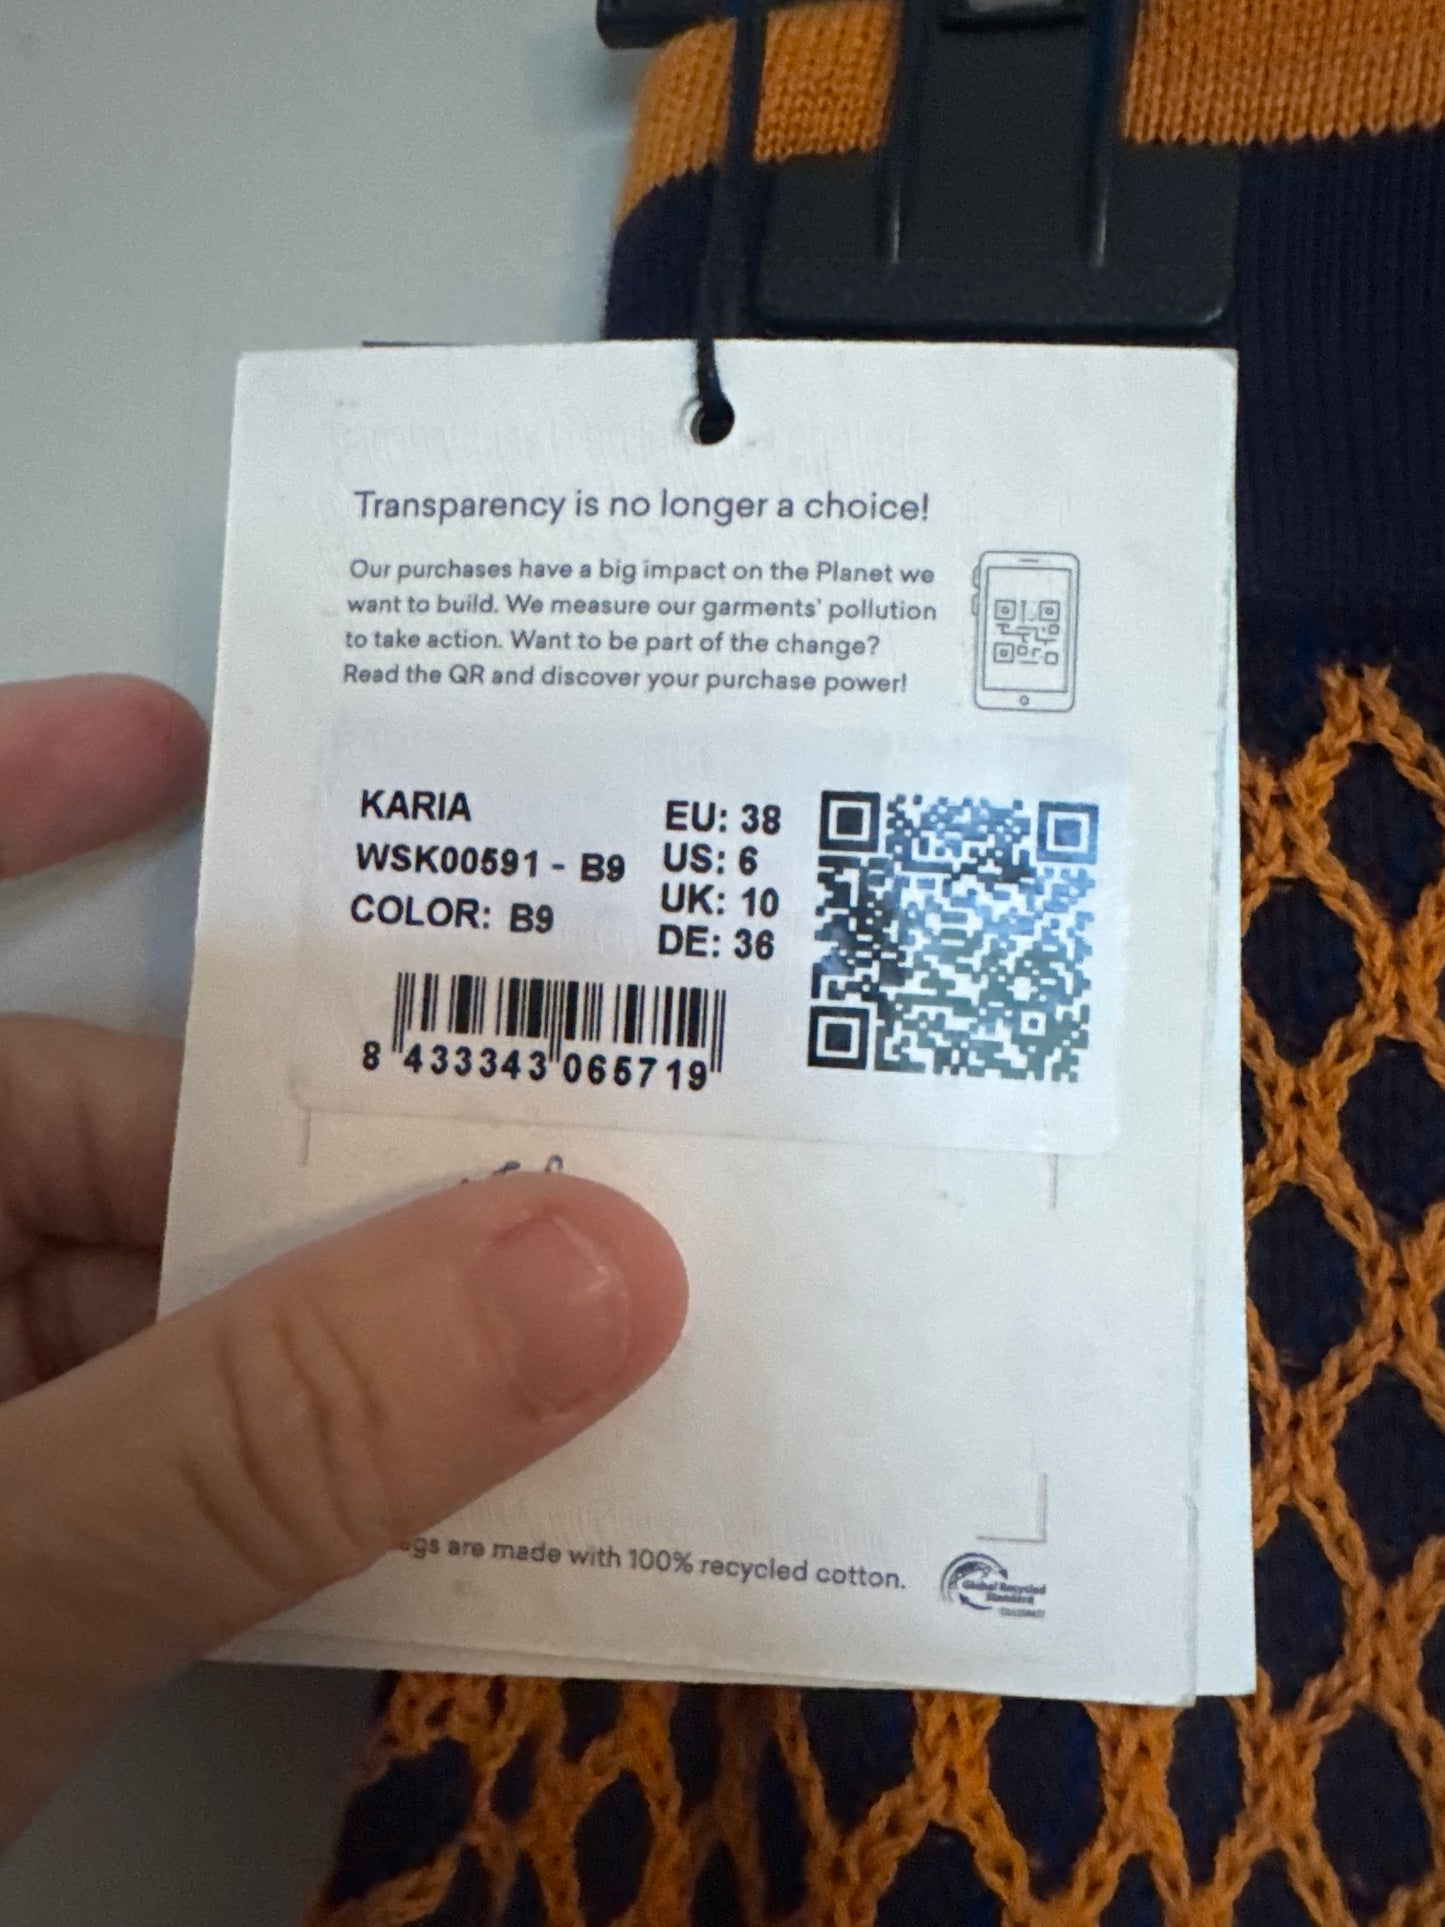 Transparency is no longer a choice!
Our purchases have a big impact on the Planet we
want to build. We measure our garments' pollution
to take action. Want to be part of the change?
Read the QR and discover your purchase power!
KARIA
WSK00591 - B9
COLOR: B9
EU: 38
US: 6
UK: 10
DE: 36
8 433343 065719
are made with 100% recycled cotton.
Global Recycled
Standard